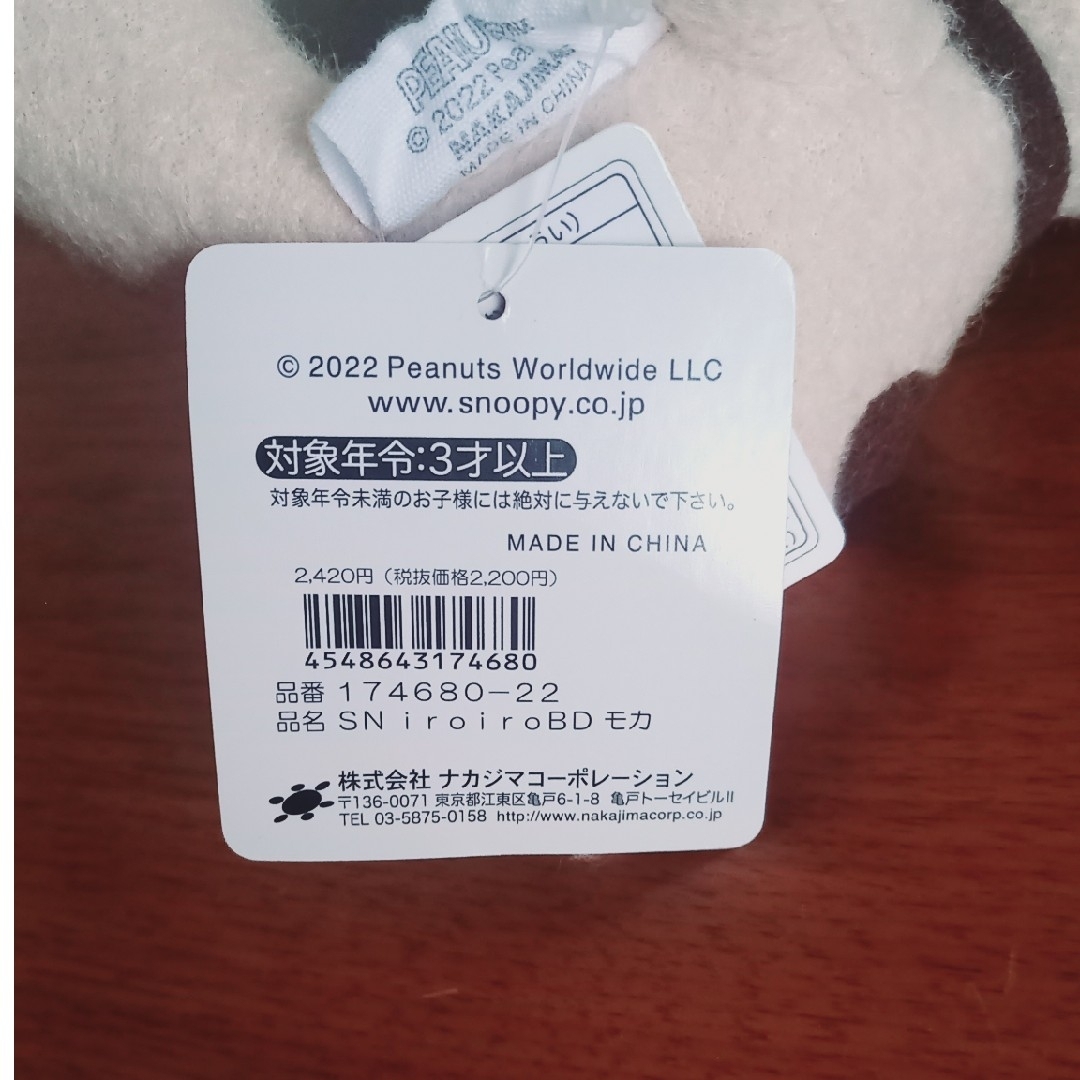 PEANU
© 2022 Pea
NAKAJIMA
MADE IN CHINA
らい)
© 2022 Peanuts Worldwide LLC
www.snoopy.co.jp
対象年令:3才以上
対象年令未満のお子様には絶対に与えないで下さい。
MADE IN CHINA
2,420円(税抜価格2,200円)
4548643174680
品番 174680-22
品名 SN iroiroBD モカ
株式会社 ナカジマコーポレーション
〒136-0071 東京都江東区亀戸6-1-8 亀戸トーセイビルII
TEL 03-5875-0158 http://www.nakajimacorp.co.jp